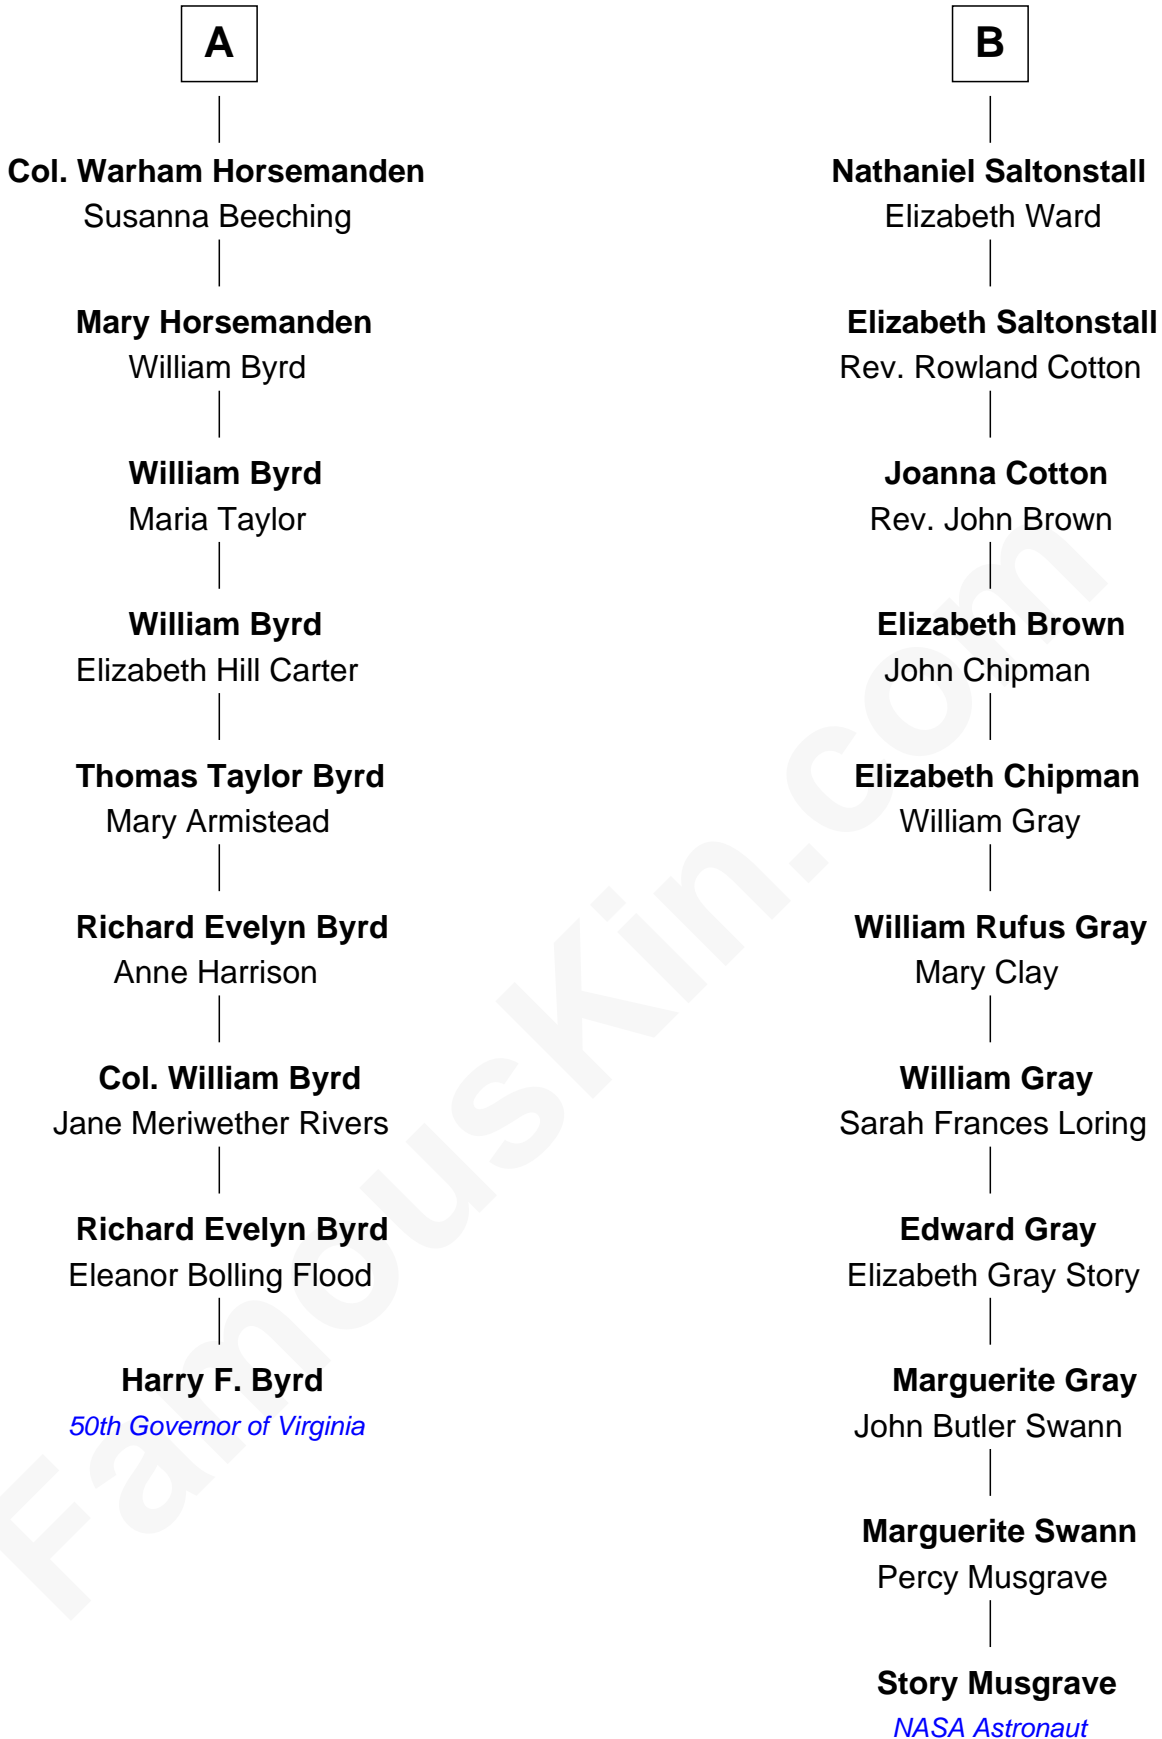 A
Col. Warham Horsemanden
Susanna Beeching
Mary Horsemanden
William Byrd
William Byrd
Maria Taylor
William Byrd
Elizabeth Hill Carter
Thomas Taylor Byrd
Mary Armistead
Richard Evelyn Byrd
Anne Harrison
Col. William Byrd
Jane Meriwether Rivers
Richard Evelyn Byrd
Eleanor Bolling Flood
Harry F. Byrd
50th Governor of Virginia
B
Nathaniel Saltonstall
Elizabeth Ward
Elizabeth Saltonstall
Rev. Rowland Cotton
Joanna Cotton
Rev. John Brown
Elizabeth Brown
John Chipman
Elizabeth Chipman
William Gray
William Rufus Gray
Mary Clay
William Gray
Sarah Frances Loring
Edward Gray
Elizabeth Gray Story
Marguerite Gray
John Butler Swann
Marguerite Swann
Percy Musgrave
Story Musgrave
NASA Astronaut
FamousKin.com